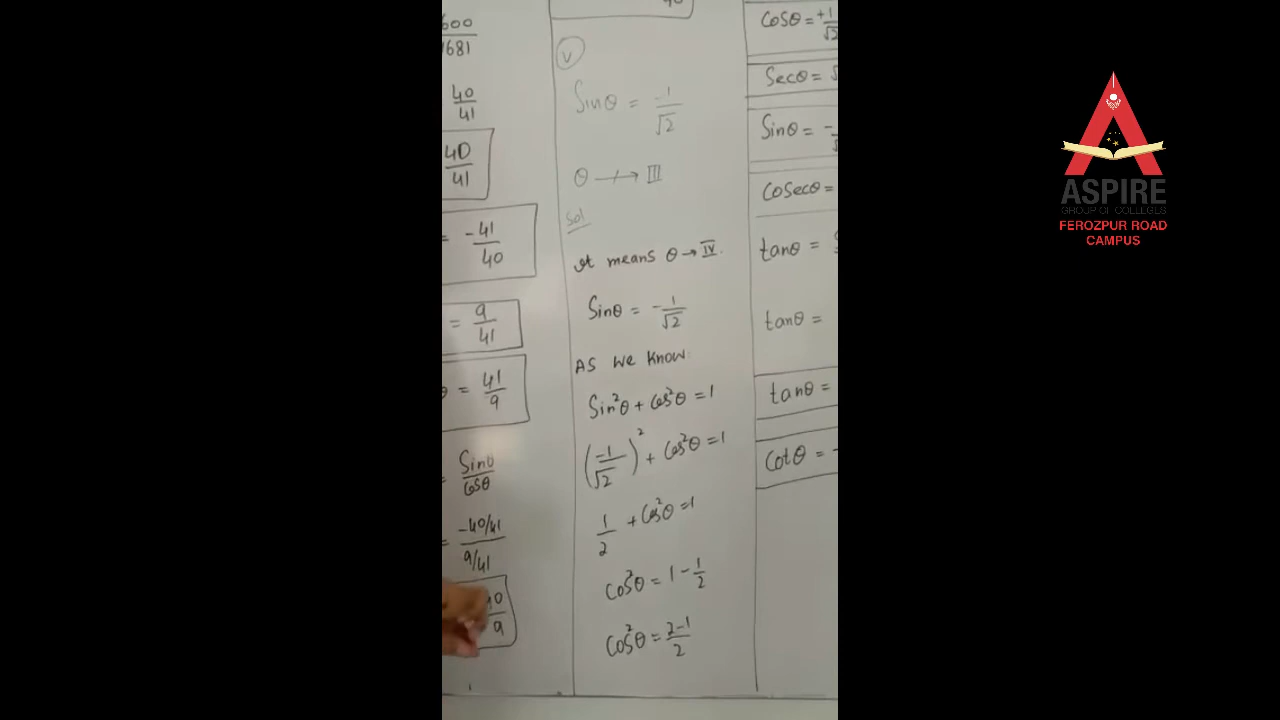 600
1681
40
41
40
41
= -41
40
= 9
41
θ = 41
9
= Sinθ
Cosθ
= -40/41
9/41
40
9
V
Sinθ = -1
√2
θ ⇸ III
Sol
It means θ → IV.
Sinθ = - 1
√2
As we know.
Sin²θ + Cos²θ = 1
(-1/√2)² + Cos²θ = 1
1/2 + Cos²θ = 1
Cos²θ = 1 - 1/2
Cos²θ = 2-1/2
Cosθ = +1
√2
Secθ = √
Sinθ = -
Cosecθ =
tanθ =
tanθ =
tanθ =
Cotθ = -
ASPIRE
GROUP OF COLLEGES
FEROZPUR ROAD
CAMPUS